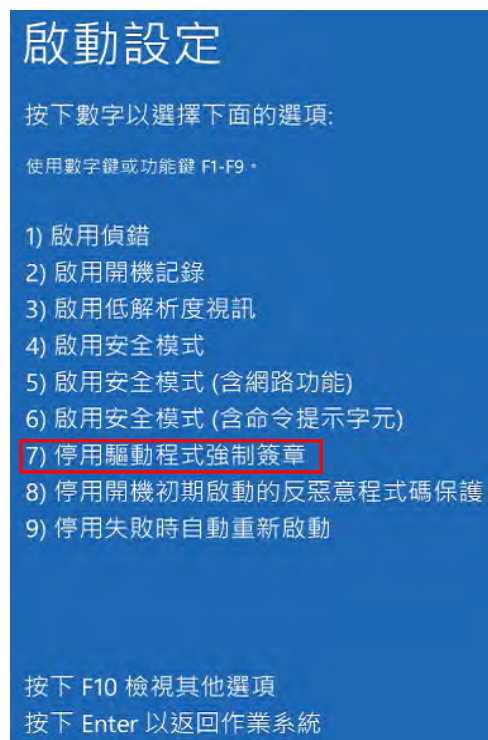 啟動設定
按下數字以選擇下面的選項:
使用數字鍵或功能鍵 F1-F9。
1) 啟用偵錯
2) 啟用開機記錄
3) 啟用低解析度視訊
4) 啟用安全模式
5) 啟用安全模式 (含網路功能)
6) 啟用安全模式 (含命令提示字元)
7) 停用驅動程式強制簽章
8) 停用開機初期啟動的反惡意程式碼保護
9) 停用失敗時自動重新啟動
按下 F10 檢視其他選項
按下 Enter 以返回作業系統